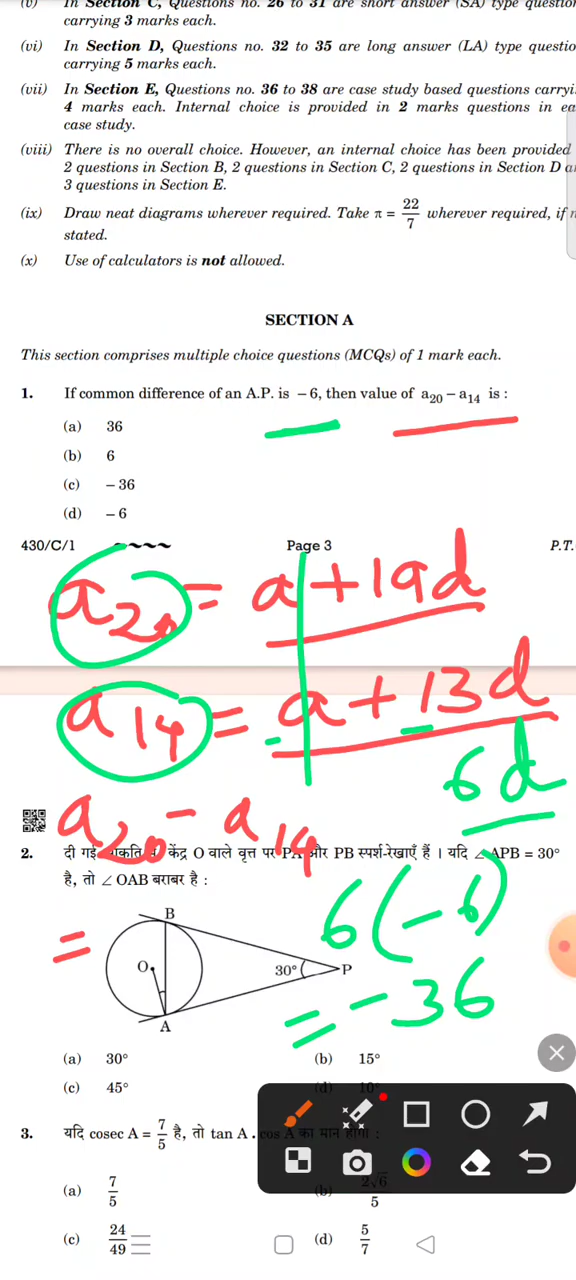 (v) In Section C, Questions no. 26 to 31 are short answer (SA) type question
carrying 3 marks each.
(vi) In Section D, Questions no. 32 to 35 are long answer (LA) type questio
carrying 5 marks each.
(vii) In Section E, Questions no. 36 to 38 are case study based questions carryi
4 marks each. Internal choice is provided in 2 marks questions in ea
case study.
(viii) There is no overall choice. However, an internal choice has been provided
2 questions in Section B, 2 questions in Section C, 2 questions in Section D a
3 questions in Section E.
(ix) Draw neat diagrams wherever required. Take π = 22/7 wherever required, if n
stated.
(x) Use of calculators is not allowed.
SECTION A
This section comprises multiple choice questions (MCQs) of 1 mark each.
1. If common difference of an A.P. is – 6, then value of a₂₀ – a₁₄ is :
(a) 36
(b) 6
(c) – 36
(d) – 6
430/C/1 ~~~~ Page 3 P.T.
a₂₀ = a + 19d
a₁₄ = a + 13d
6d
a₂₀ - a₁₄
2. दी गई आकृति में, केंद्र O वाले वृत्त पर PA और PB स्पर्श-रेखाएँ हैं । यदि ∠ APB = 30°
है, तो ∠ OAB बराबर है :
= 6(-6)
= -36
B
O
30°
P
A
(a) 30° (b) 15°
(c) 45° (d) 10°
3. यदि cosec A = 7/5 है, तो tan A . cos A का मान होगा :
(a) 7/5 (b) 2√6/5
(c) 24/49 (d) 5/7